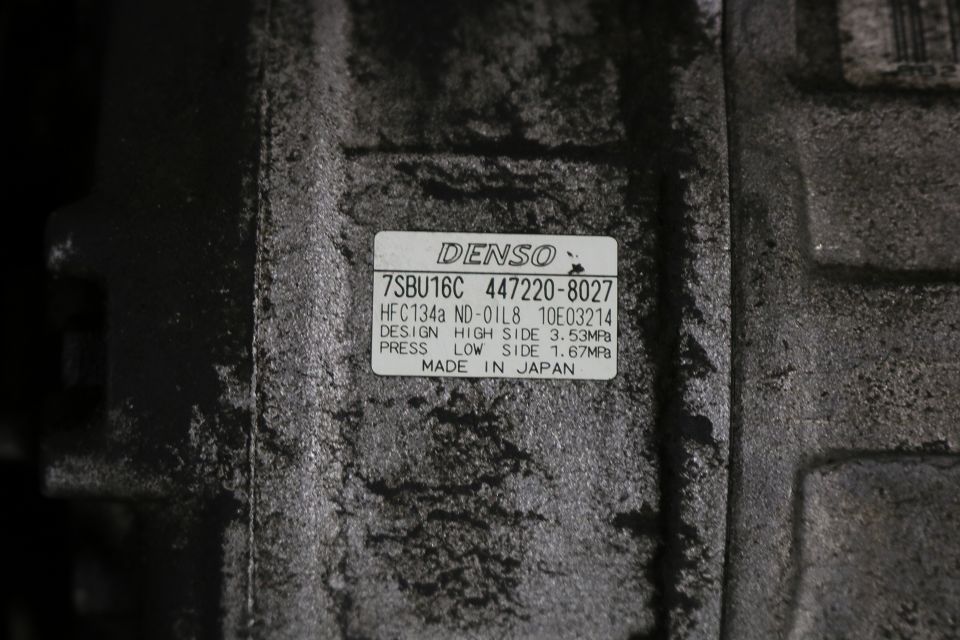 DENSO
7SBU16C 447220-8027
HFC134a ND-OIL8 10E03214
DESIGN HIGH SIDE 3.53MPa
PRESS LOW SIDE 1.67MPa
MADE IN JAPAN